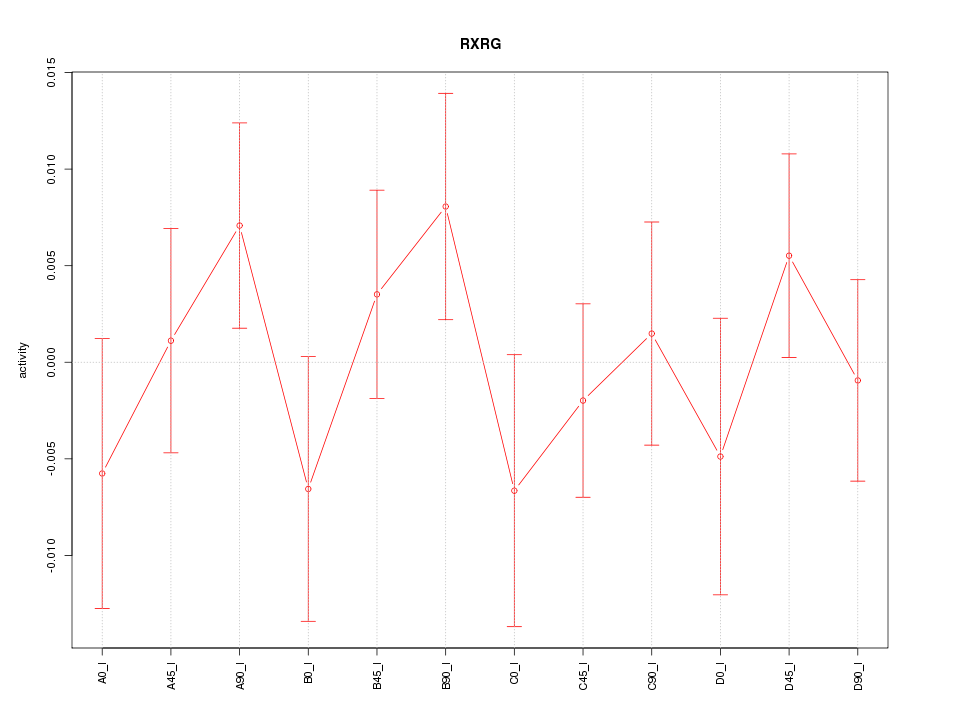 RXRG
activity
0.015
0.010
0.005
0.000
-0.005
-0.010
A0_I
A45_I
A90_I
B0_I
B45_I
B90_I
C0_I
C45_I
C90_I
D0_I
D45_I
D90_I